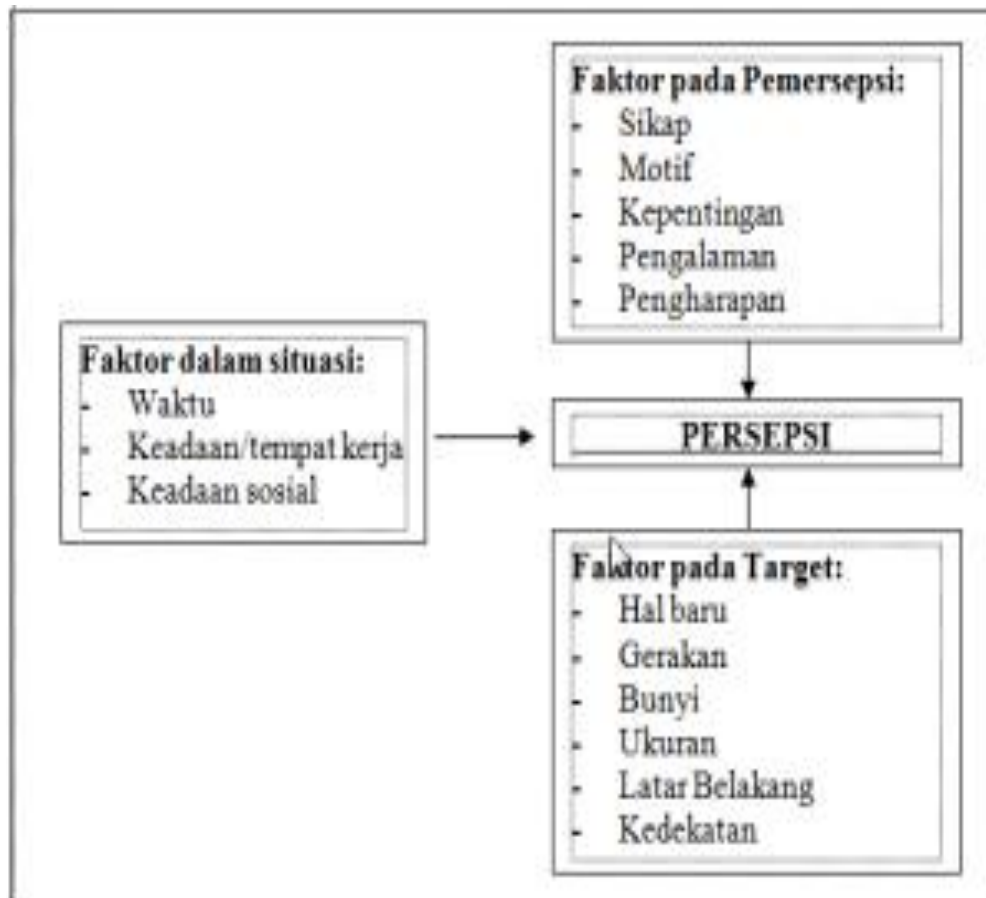 Faktor pada Pemersepsi:
- Sikap
- Motif
- Kepentingan
- Pengalaman
- Pengharapan
Faktor dalam situasi:
- Waktu
- Keadaan/tempat kerja
- Keadaan sosial
PERSEPSI
Faktor pada Target:
- Hal baru
- Gerakan
- Bunyi
- Ukuran
- Latar Belakang
- Kedekatan